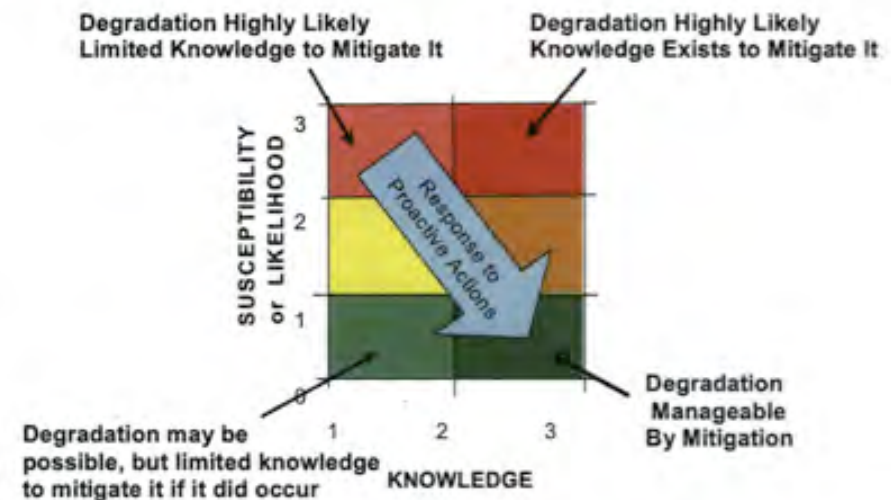 Degradation Highly Likely
Limited Knowledge to Mitigate It
Degradation Highly Likely
Knowledge Exists to Mitigate It
SUSCEPTIBILITY
or LIKELIHOOD
3
2
1
0
Response to
Proactive Actions
Degradation may be
possible, but limited knowledge
to mitigate it if it did occur
1
2
3
KNOWLEDGE
Degradation
Manageable
By Mitigation